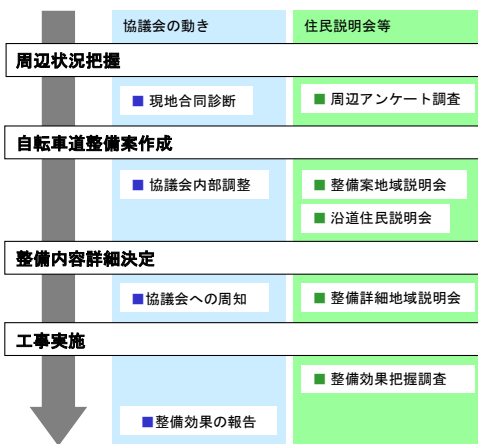 協議会の動き
住民説明会等
周辺状況把握
■ 現地合同診断
■ 周辺アンケート調査
自転車道整備案作成
■ 協議会内部調整
■ 整備案地域説明会
■ 沿道住民説明会
整備内容詳細決定
■協議会への周知
■ 整備詳細地域説明会
工事実施
■ 整備効果把握調査
■整備効果の報告